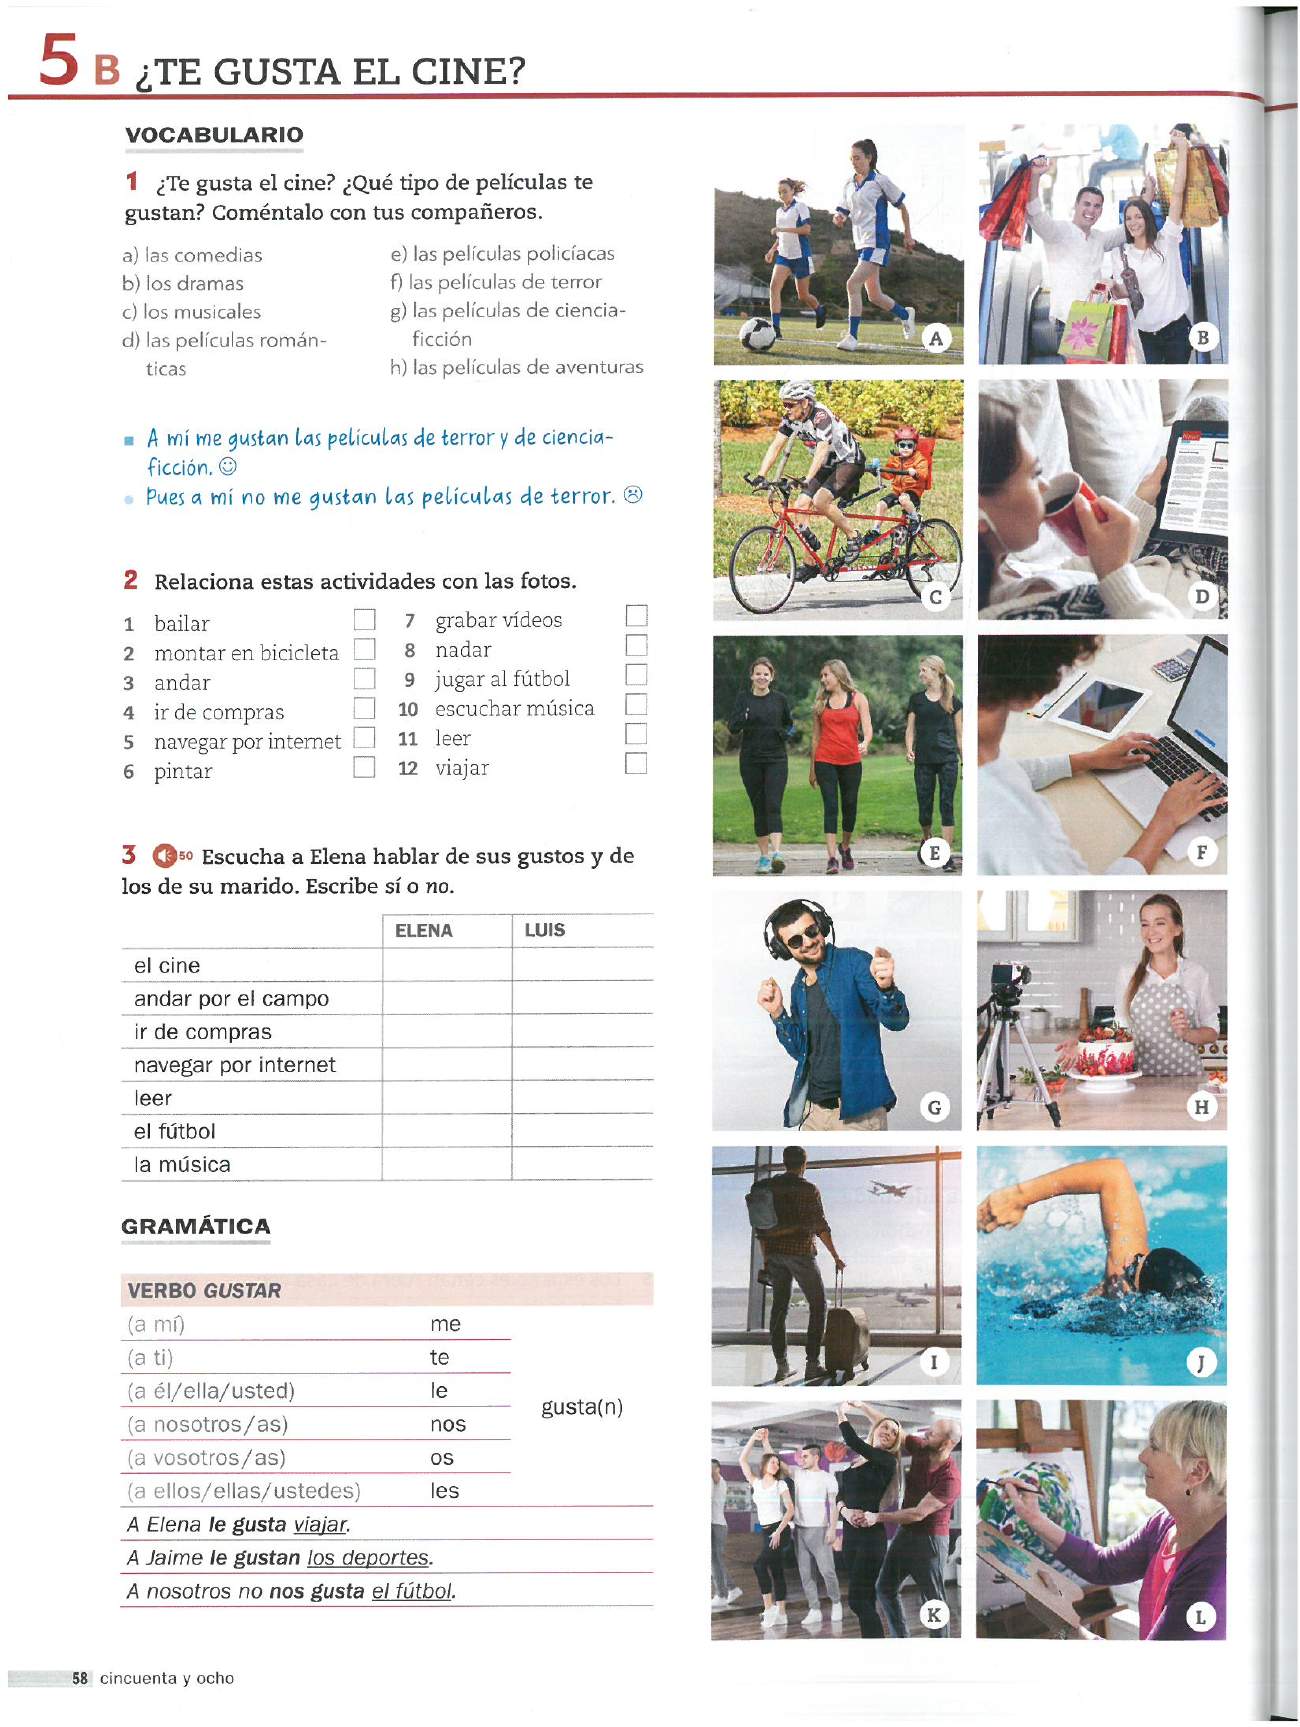 5 B ¿TE GUSTA EL CINE?
VOCABULARIO
1 ¿Te gusta el cine? ¿Qué tipo de películas te
gustan? Coméntalo con tus compañeros.
a) las comedias
b) los dramas
c) los musicales
d) las películas román-
ticas
e) las películas policíacas
f) las películas de terror
g) las películas de ciencia-
ficción
h) las películas de aventuras
A mí me gustan las películas de terror y de ciencia-
ficción. ☺
Pues a mí no me gustan las películas de terror. ☹
2 Relaciona estas actividades con las fotos.
1 bailar
2 montar en bicicleta
3 andar
4 ir de compras
5 navegar por internet
6 pintar
7 grabar vídeos
8 nadar
9 jugar al fútbol
10 escuchar música
11 leer
12 viajar
3 50 Escucha a Elena hablar de sus gustos y de
los de su marido. Escribe sí o no.
ELENA LUIS
el cine
andar por el campo
ir de compras
navegar por internet
leer
el fútbol
la música
GRAMÁTICA
VERBO GUSTAR
(a mí) me
(a ti) te
(a él/ella/usted) le
gusta(n)
(a nosotros/as) nos
(a vosotros/as) os
(a ellos/ellas/ustedes) les
A Elena le gusta viajar.
A Jaime le gustan los deportes.
A nosotros no nos gusta el fútbol.
A
B
C
D
E
F
G
H
I
J
K
L
58 cincuenta y ocho